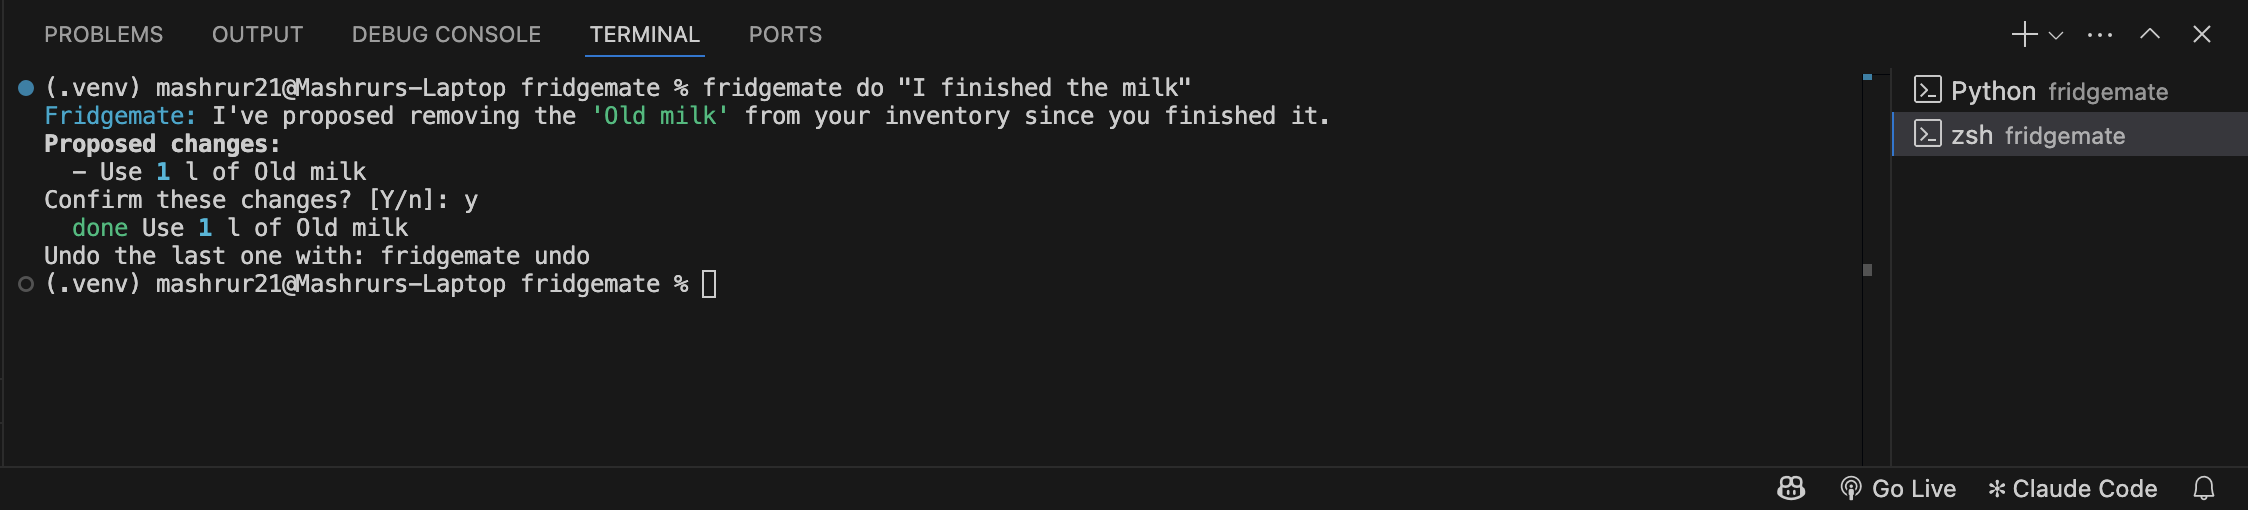 PROBLEMS OUTPUT DEBUG CONSOLE TERMINAL PORTS
(.venv) mashrur21@Mashrurs-Laptop fridgemate % fridgemate do "I finished the milk"
Fridgemate: I've proposed removing the 'Old milk' from your inventory since you finished it.
Proposed changes:
  - Use 1 l of Old milk
Confirm these changes? [Y/n]: y
  done Use 1 l of Old milk
Undo the last one with: fridgemate undo
(.venv) mashrur21@Mashrurs-Laptop fridgemate %
Python fridgemate
zsh fridgemate
Go Live Claude Code